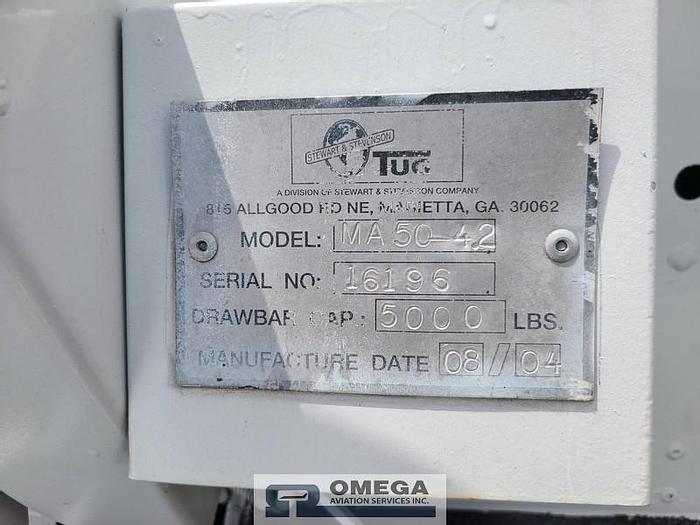 STEWART & STEVENSON
TUG
A DIVISION OF STEWART & STEVENSON COMPANY
815 ALLGOOD RD NE, MARIETTA, GA. 30062
MODEL: MA 50-42
SERIAL NO: 16196
DRAWBAR CAP.: 5000 LBS.
MANUFACTURE DATE 08/04
OMEGA
AVIATION SERVICES INC.